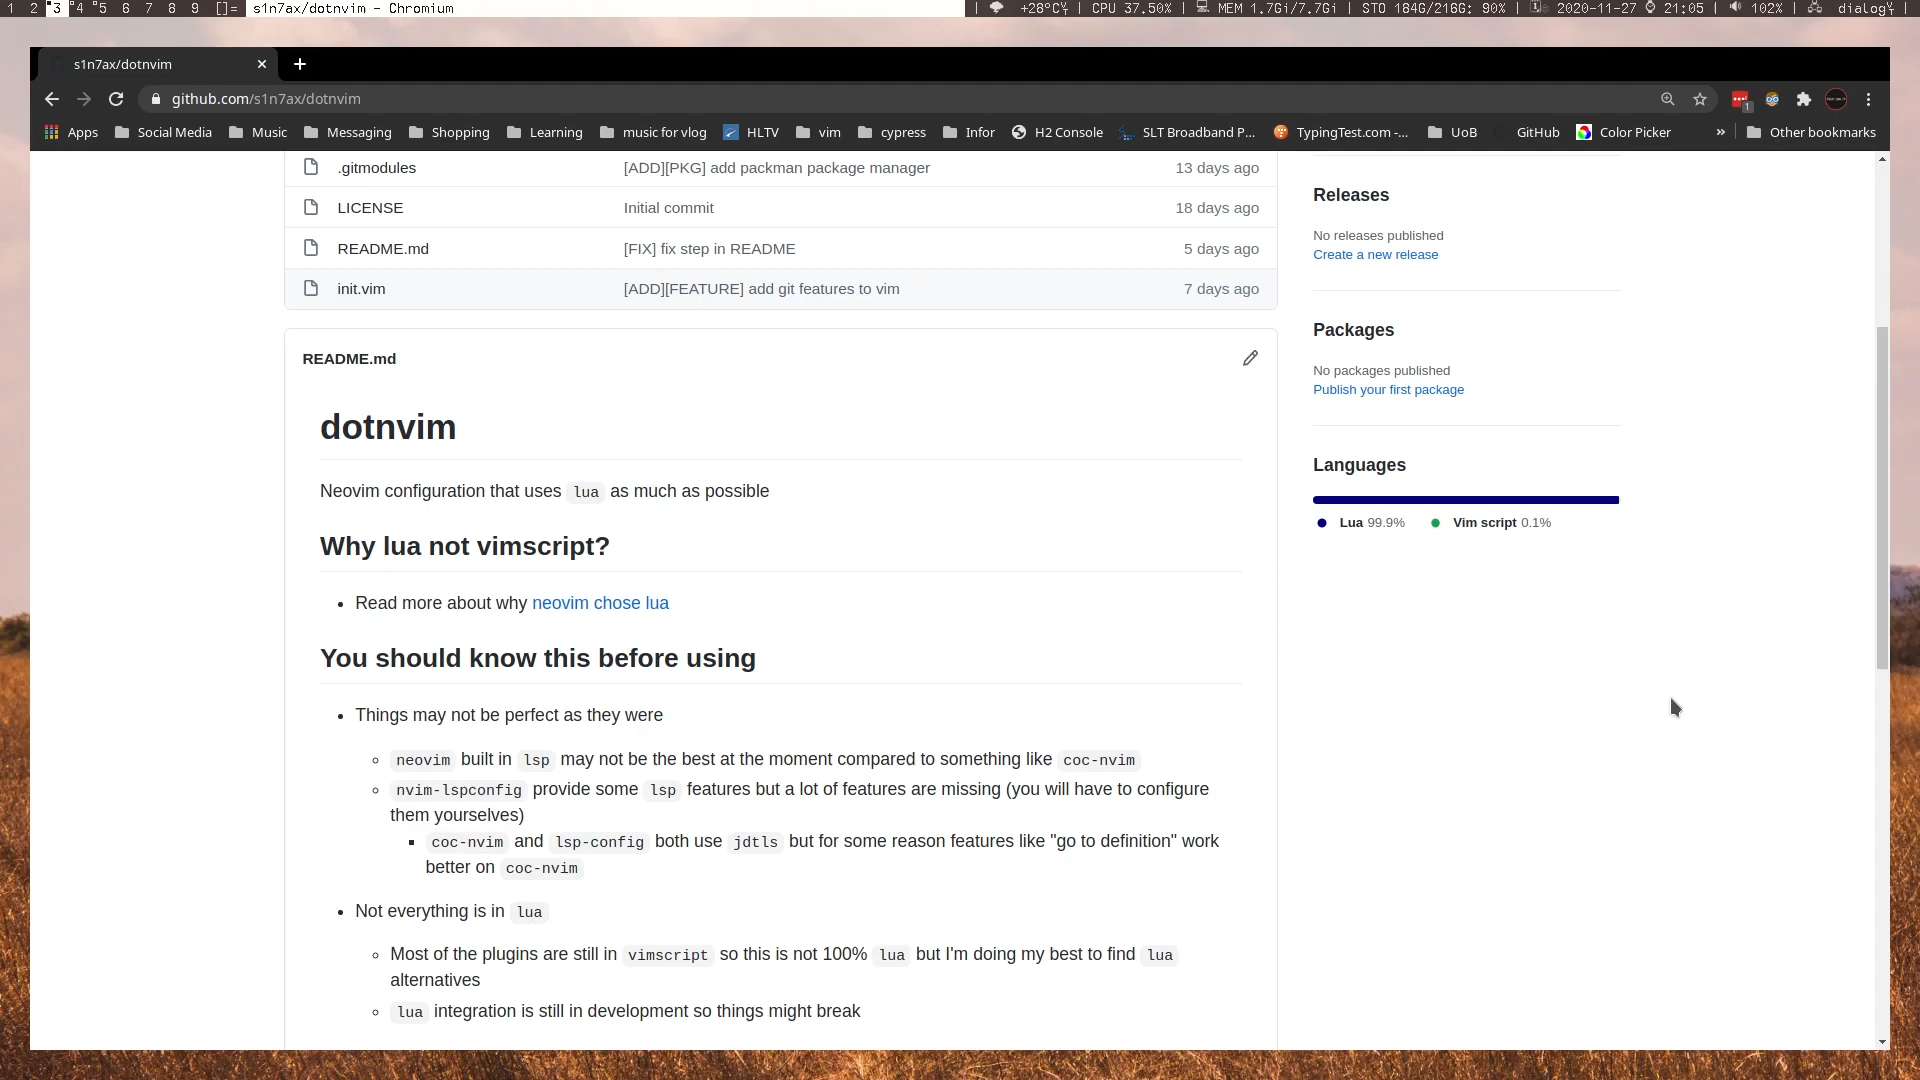 1 2 3 4 5 6 7 8 9 []= s1n7ax/dotnvim - Chromium | +28°C | CPU 37.50% | MEM 1.7Gi/7.7Gi | STO 184G/216G: 90% | 2020-11-27 21:05 | 102% | dialog |
s1n7ax/dotnvim
github.com/s1n7ax/dotnvim
1
Apps Social Media Music Messaging Shopping Learning music for vlog HLTV vim cypress Infor H2 Console SLT Broadband P... TypingTest.com -... UoB GitHub Color Picker » Other bookmarks
.gitmodules [ADD][PKG] add packman package manager 13 days ago
LICENSE Initial commit 18 days ago
README.md [FIX] fix step in README 5 days ago
init.vim [ADD][FEATURE] add git features to vim 7 days ago
README.md
dotnvim
Neovim configuration that uses lua as much as possible
Why lua not vimscript?
Read more about why neovim chose lua
You should know this before using
Things may not be perfect as they were
neovim built in lsp may not be the best at the moment compared to something like coc-nvim
nvim-lspconfig provide some lsp features but a lot of features are missing (you will have to configure
them yourselves)
coc-nvim and lsp-config both use jdtls but for some reason features like "go to definition" work
better on coc-nvim
Not everything is in lua
Most of the plugins are still in vimscript so this is not 100% lua but I'm doing my best to find lua
alternatives
lua integration is still in development so things might break
Releases
No releases published
Create a new release
Packages
No packages published
Publish your first package
Languages
Lua 99.9% Vim script 0.1%